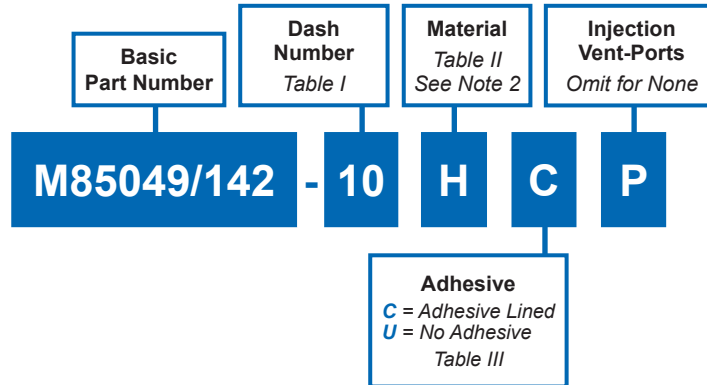 Basic
Part Number
Dash
Number
Table I
Material
Table II
See Note 2
Injection
Vent-Ports
Omit for None
M85049/142 - 10 H C P
Adhesive
C = Adhesive Lined
U = No Adhesive
Table III